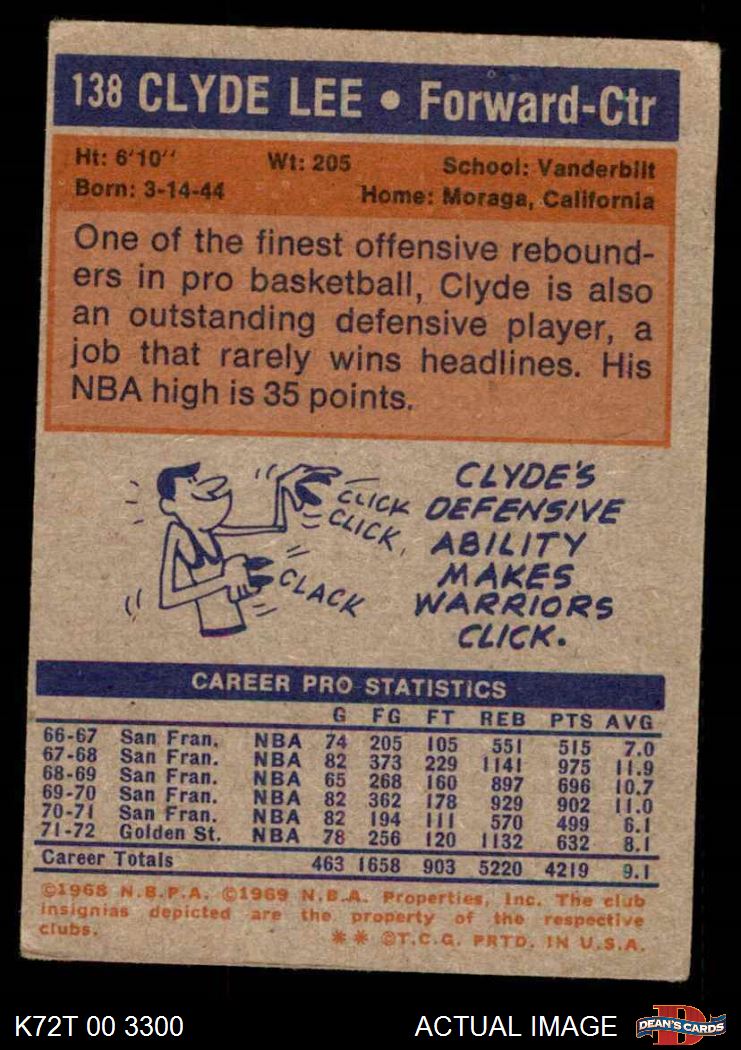 138 CLYDE LEE • Forward-Ctr
Ht: 6'10'' Wt: 205 School: Vanderbilt
Born: 3-14-44 Home: Moraga, California
One of the finest offensive rebound-
ers in pro basketball, Clyde is also
an outstanding defensive player, a
job that rarely wins headlines. His
NBA high is 35 points.
CLICK
CLICK,
CLACK
CLYDE'S
DEFENSIVE
ABILITY
MAKES
WARRIORS
CLICK.
CAREER PRO STATISTICS
G FG FT REB PTS AVG
66-67 San Fran. NBA 74 205 105 551 515 7.0
67-68 San Fran. NBA 82 373 229 1141 975 11.9
68-69 San Fran. NBA 65 268 160 897 696 10.7
69-70 San Fran. NBA 82 362 178 929 902 11.0
70-71 San Fran. NBA 82 194 111 570 499 6.1
71-72 Golden St. NBA 78 256 120 1132 632 8.1
Career Totals 463 1658 903 5220 4219 9.1
©1968 N.B.P.A. ©1969 N.B.A. Properties, Inc. The club
insignias depicted are the property of the respective
clubs. ** ©T.C.G. PRTD. IN U.S.A.
K72T 00 3300 ACTUAL IMAGE DEAN'S CARDS